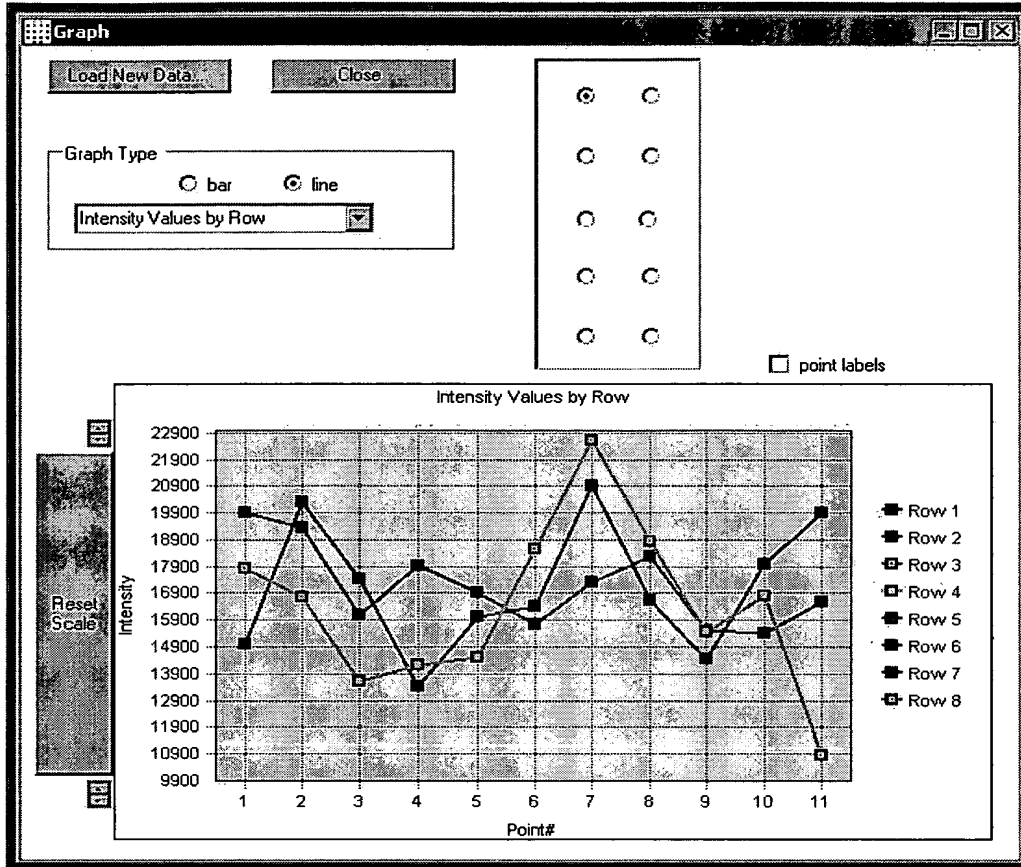 Graph
Load New Data...
Close
Graph Type
bar
line
Intensity Values by Row
point labels
Intensity Values by Row
22900
21900
20900
19900
18900
17900
16900
15900
14900
13900
12900
11900
10900
9900
Intensity
Reset
Scale
1 2 3 4 5 6 7 8 9 10 11
Point#
Row 1
Row 2
Row 3
Row 4
Row 5
Row 6
Row 7
Row 8